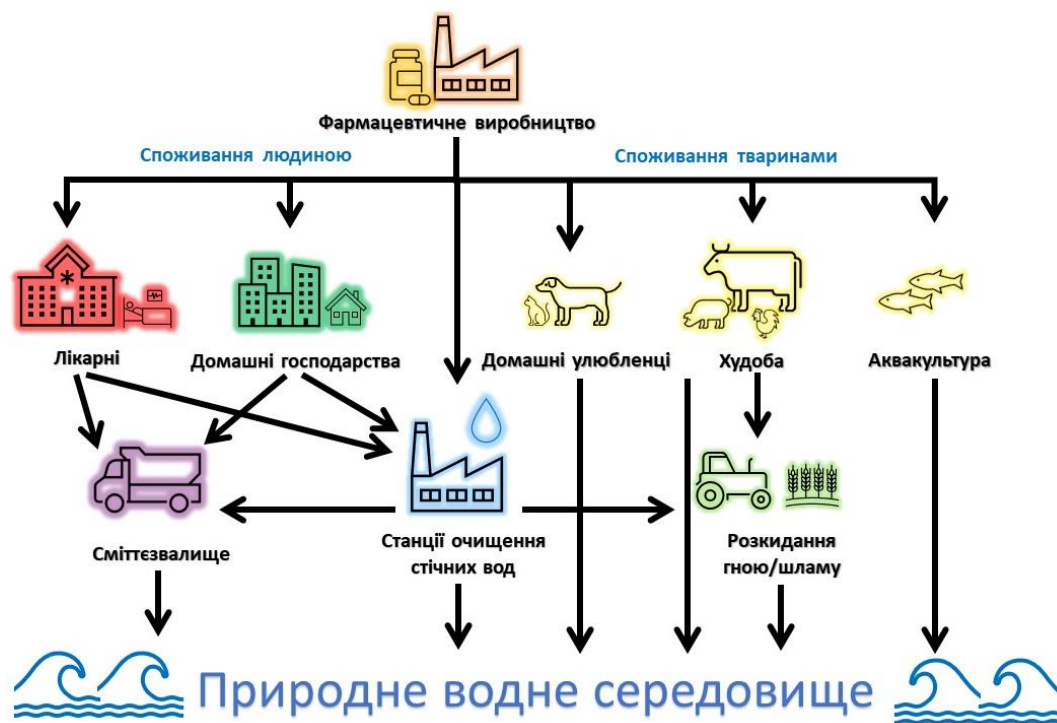 Фармацевтичне виробництво
Споживання людиною
Споживання тваринами
Лікарні
Домашні господарства
Домашні улюбленці
Худоба
Аквакультура
Сміттєзвалище
Станції очищення
стічних вод
Розкидання
гною/шламу
Природне водне середовище